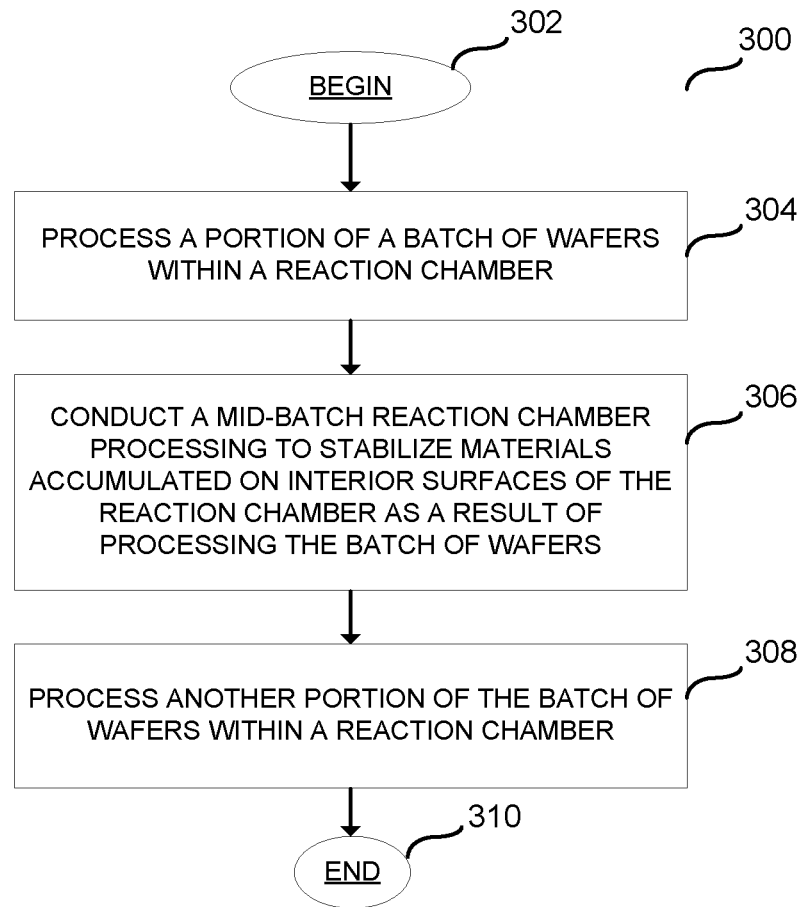 302
300
BEGIN
304
PROCESS A PORTION OF A BATCH OF WAFERS
WITHIN A REACTION CHAMBER
306
CONDUCT A MID-BATCH REACTION CHAMBER
PROCESSING TO STABILIZE MATERIALS
ACCUMULATED ON INTERIOR SURFACES OF THE
REACTION CHAMBER AS A RESULT OF
PROCESSING THE BATCH OF WAFERS
308
PROCESS ANOTHER PORTION OF THE BATCH OF
WAFERS WITHIN A REACTION CHAMBER
310
END